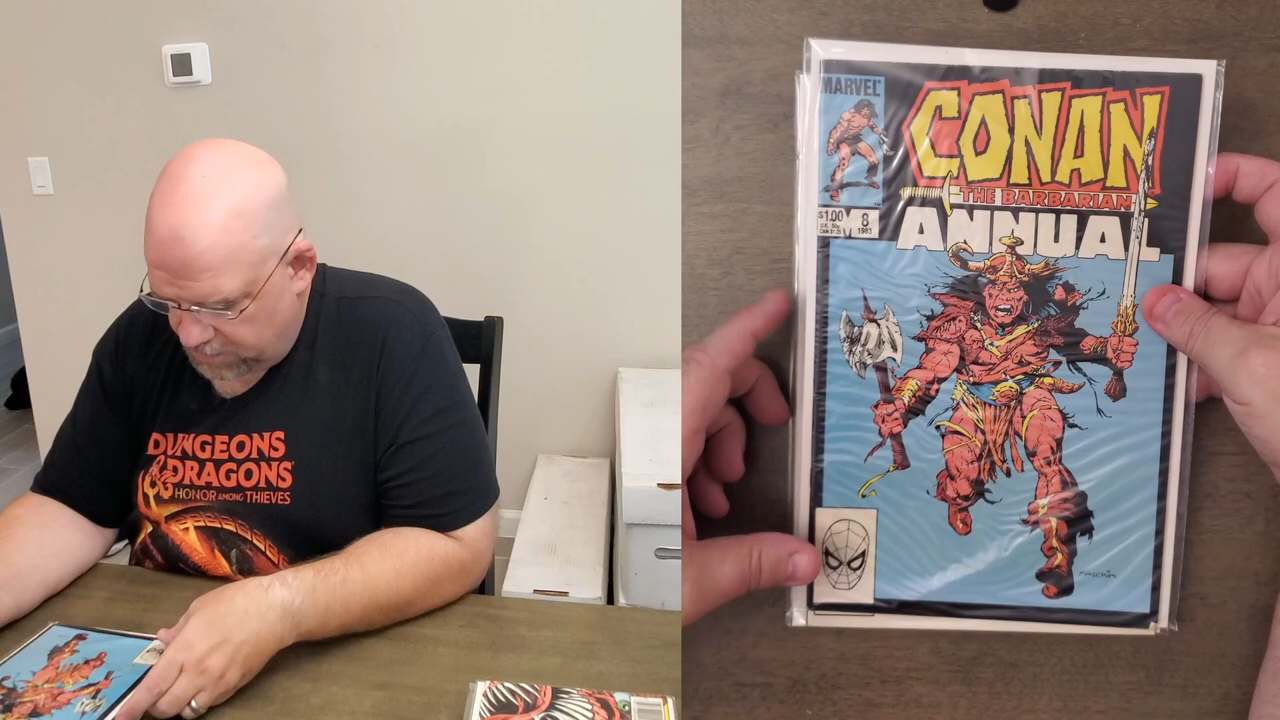 DUNGEONS
& DRAGONS
HONOR AMONG THIEVES
MARVEL
CONAN
THE BARBARIAN
ANNUAL
$1.00
8
1983